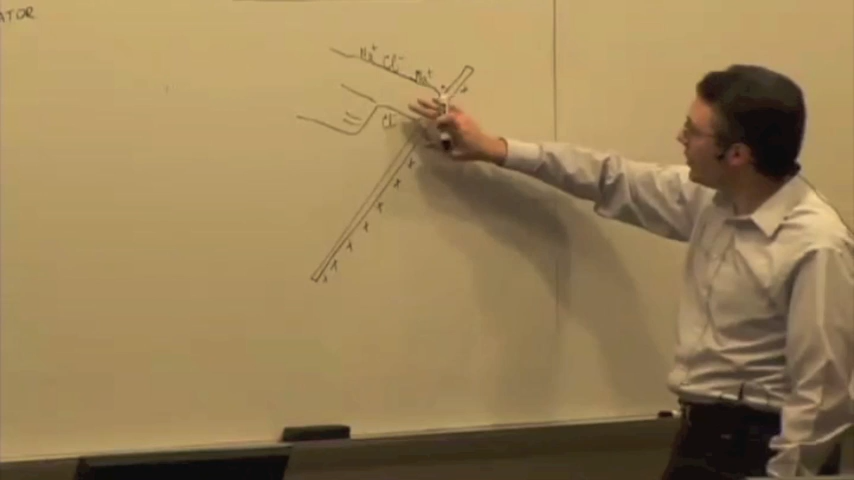 ATOR
Na⁺ Cl⁻ Na⁺
Cl⁻
+
+
+
+
+
+
+